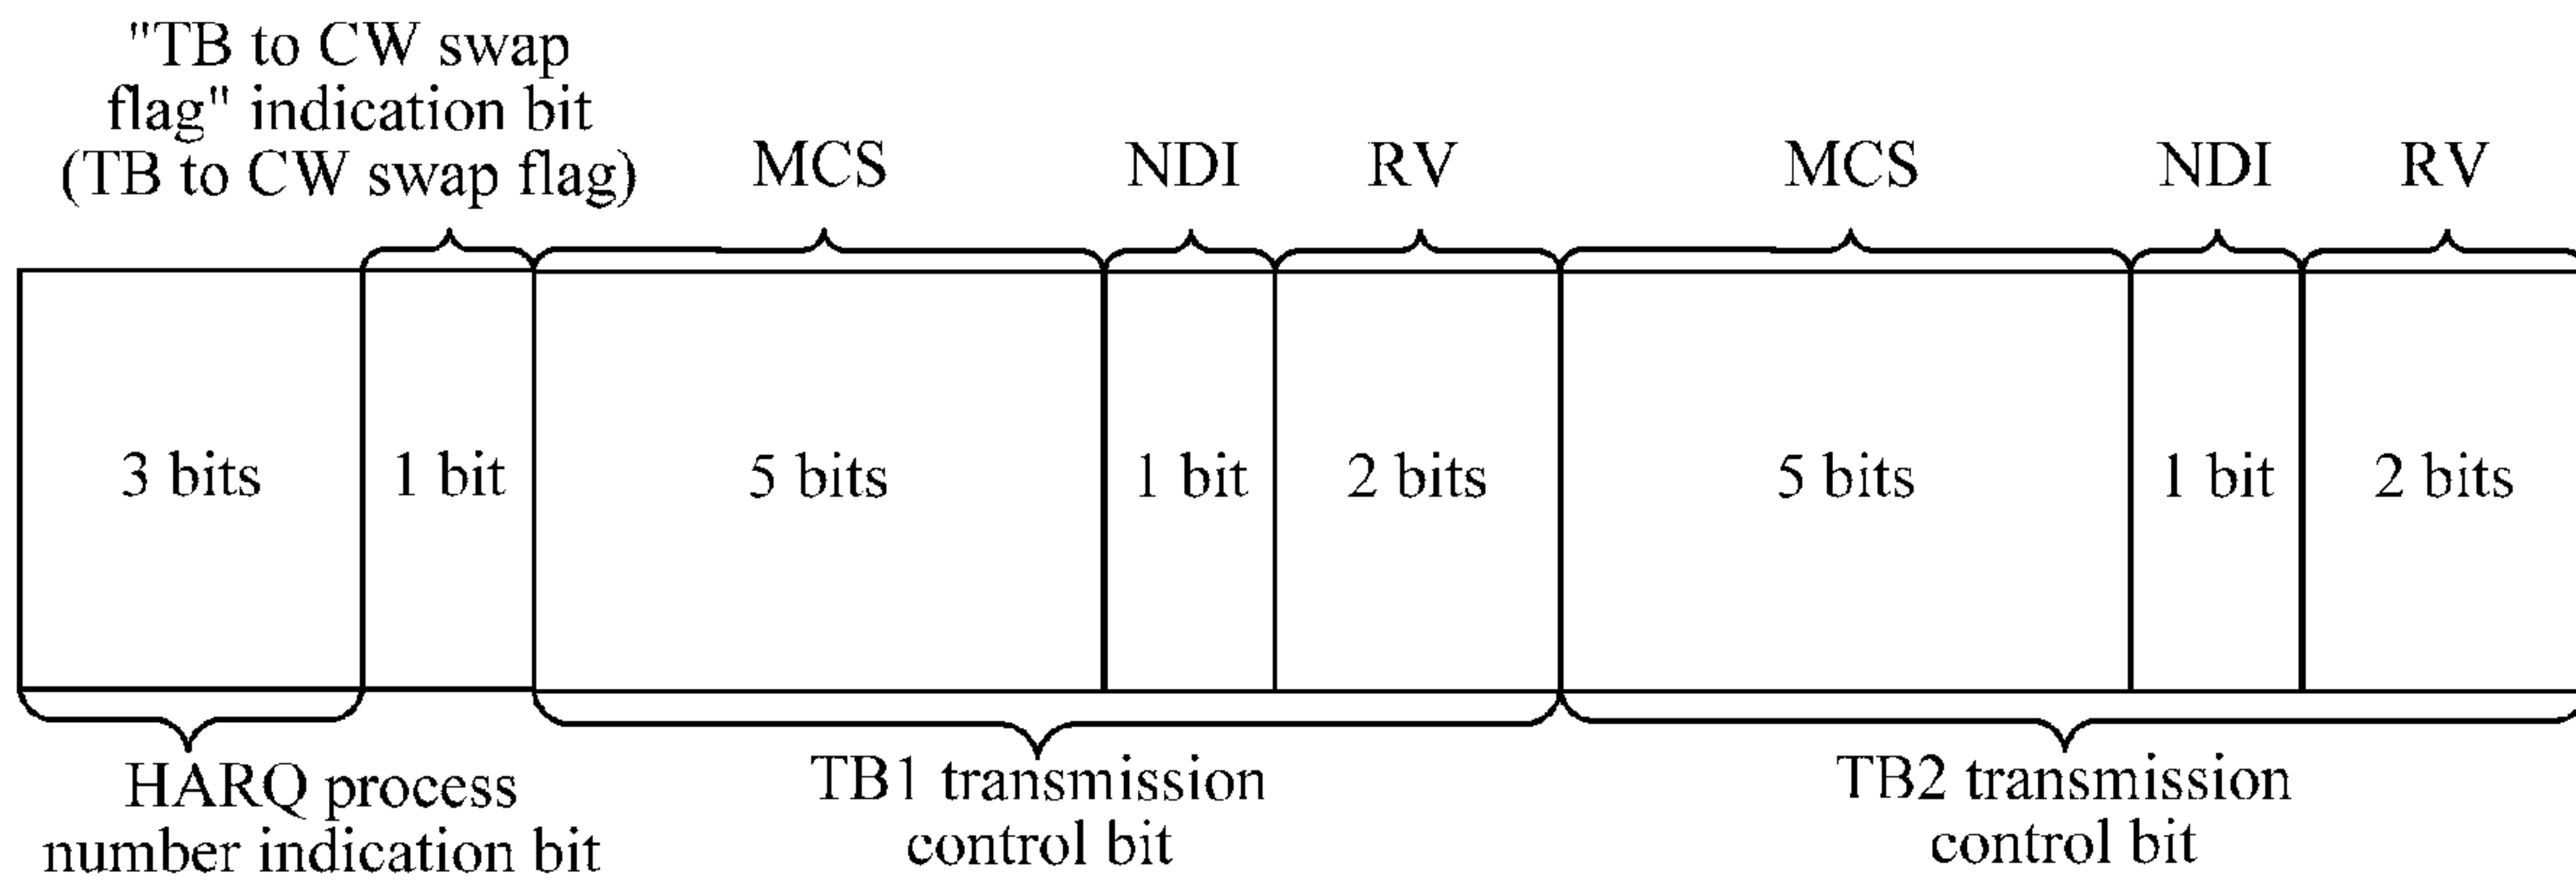 "TB to CW swap
flag" indication bit
(TB to CW swap flag)
MCS
NDI
RV
MCS
NDI
RV
3 bits
1 bit
5 bits
1 bit
2 bits
5 bits
1 bit
2 bits
HARQ process
number indication bit
TB1 transmission
control bit
TB2 transmission
control bit